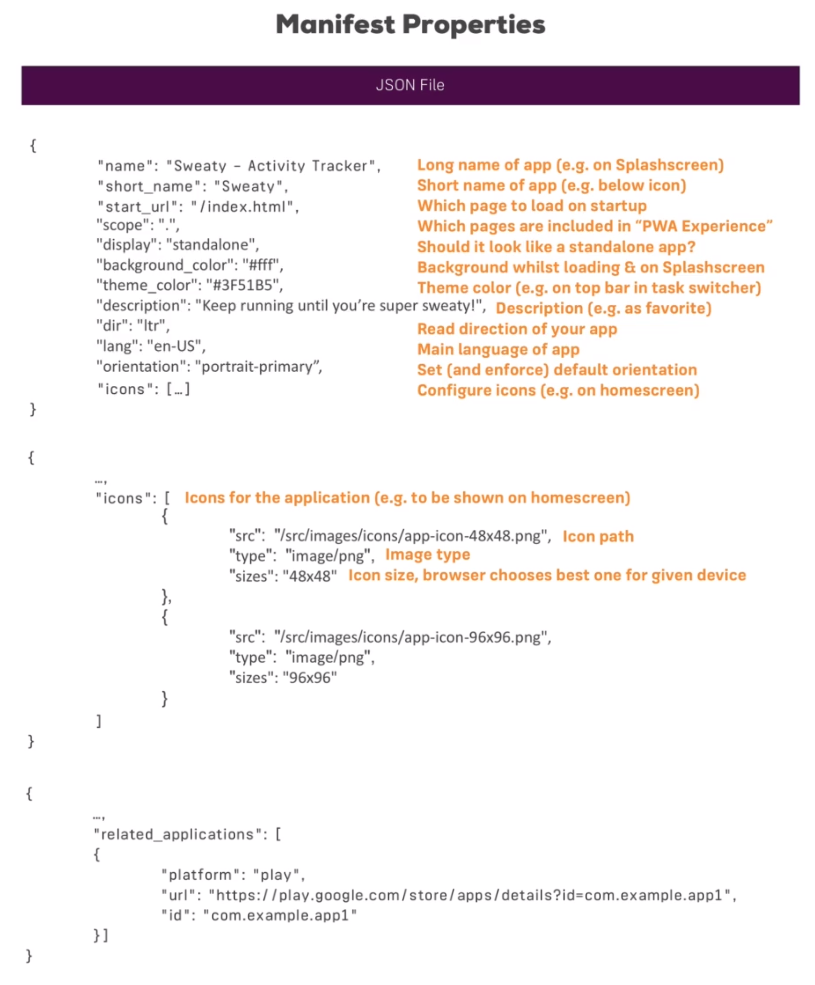 Manifest Properties
JSON File
{
"name": "Sweaty – Activity Tracker", Long name of app (e.g. on Splashscreen)
"short_name": "Sweaty", Short name of app (e.g. below icon)
"start_url": "/index.html", Which page to load on startup
"scope": ".", Which pages are included in “PWA Experience”
"display": "standalone", Should it look like a standalone app?
"background_color": "#fff", Background whilst loading & on Splashscreen
"theme_color": "#3F51B5", Theme color (e.g. on top bar in task switcher)
"description": "Keep running until you’re super sweaty!", Description (e.g. as favorite)
"dir": "ltr", Read direction of your app
"lang": "en-US", Main language of app
"orientation": "portrait-primary”, Set (and enforce) default orientation
"icons": […] Configure icons (e.g. on homescreen)
}
{
…,
"icons": [ Icons for the application (e.g. to be shown on homescreen)
{
"src": "/src/images/icons/app-icon-48x48.png", Icon path
"type": "image/png", Image type
"sizes": "48x48" Icon size, browser chooses best one for given device
},
{
"src": "/src/images/icons/app-icon-96x96.png",
"type": "image/png",
"sizes": "96x96"
}
]
}
{
…,
"related_applications": [
{
"platform": "play",
"url": "https://play.google.com/store/apps/details?id=com.example.app1",
"id": "com.example.app1"
}]
}